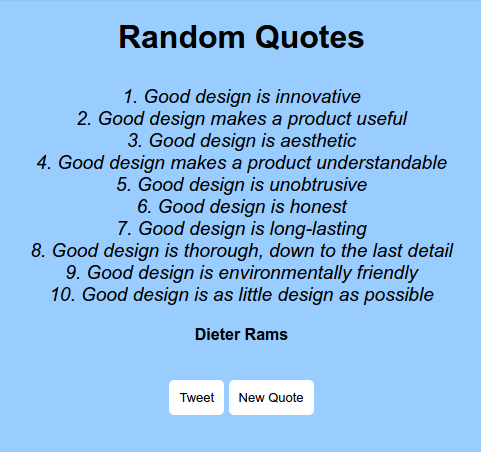 Random Quotes
1. Good design is innovative
2. Good design makes a product useful
3. Good design is aesthetic
4. Good design makes a product understandable
5. Good design is unobtrusive
6. Good design is honest
7. Good design is long-lasting
8. Good design is thorough, down to the last detail
9. Good design is environmentally friendly
10. Good design is as little design as possible
Dieter Rams
Tweet New Quote